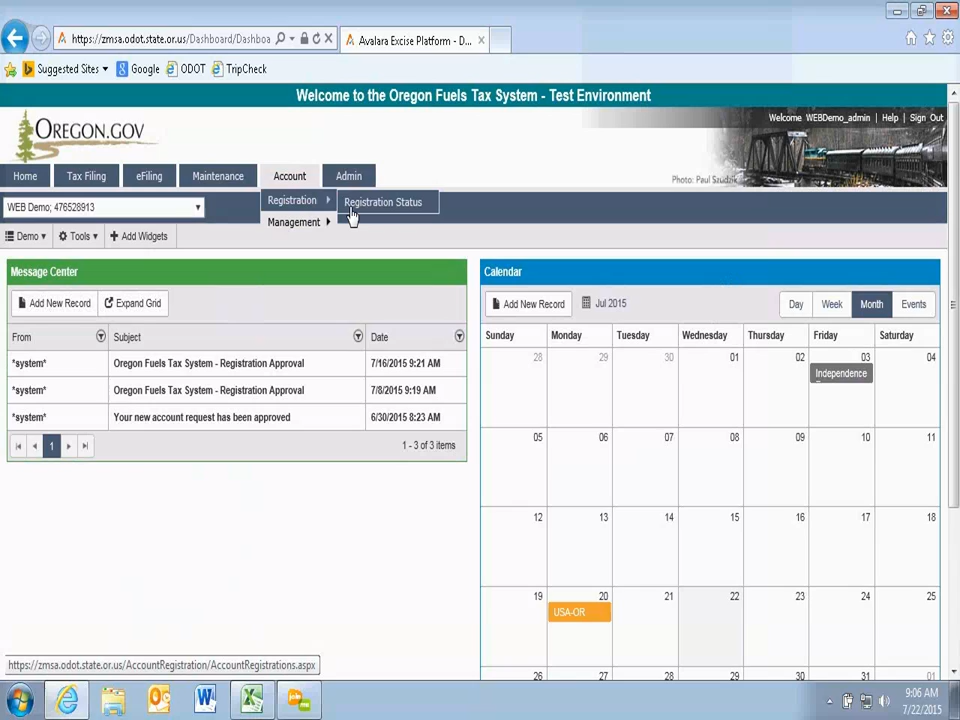 https://zmsa.odot.state.or.us/Dashboard/Dashboa
Avalara Excise Platform - D...
Suggested Sites
Google
ODOT
TripCheck
Welcome to the Oregon Fuels Tax System - Test Environment
OREGON.GOV
Welcome WEBDemo_admin | Help | Sign Out
Photo: Paul Szudzik
Home
Tax Filing
eFiling
Maintenance
Account
Admin
Registration
Registration Status
WEB Demo; 476528913
Management
Demo
Tools
Add Widgets
Message Center
Add New Record
Expand Grid
From
Subject
Date
*system*
Oregon Fuels Tax System - Registration Approval
7/16/2015 9:21 AM
*system*
Oregon Fuels Tax System - Registration Approval
7/8/2015 9:19 AM
*system*
Your new account request has been approved
6/30/2015 8:23 AM
1
1 - 3 of 3 items
Calendar
Add New Record
Jul 2015
Day
Week
Month
Events
Sunday Monday Tuesday Wednesday Thursday Friday Saturday
28 29 30 01 02 03 04
Independence
05 06 07 08 09 10 11
12 13 14 15 16 17 18
19 20 21 22 23 24 25
USA-OR
26 27 28 29 30 31 01
https://zmsa.odot.state.or.us/AccountRegistration/AccountRegistrations.aspx
9:06 AM
7/22/2015